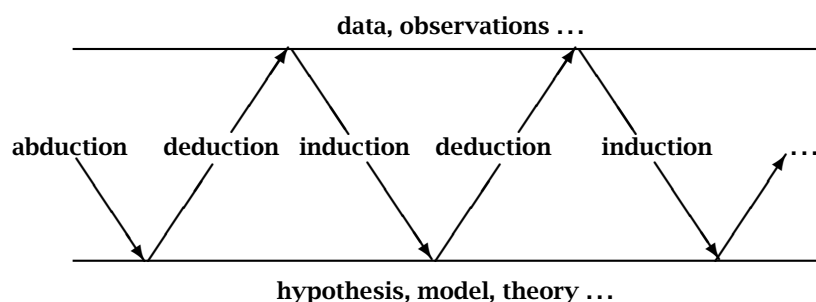 data, observations ...
abduction deduction induction deduction induction ...
hypothesis, model, theory ...